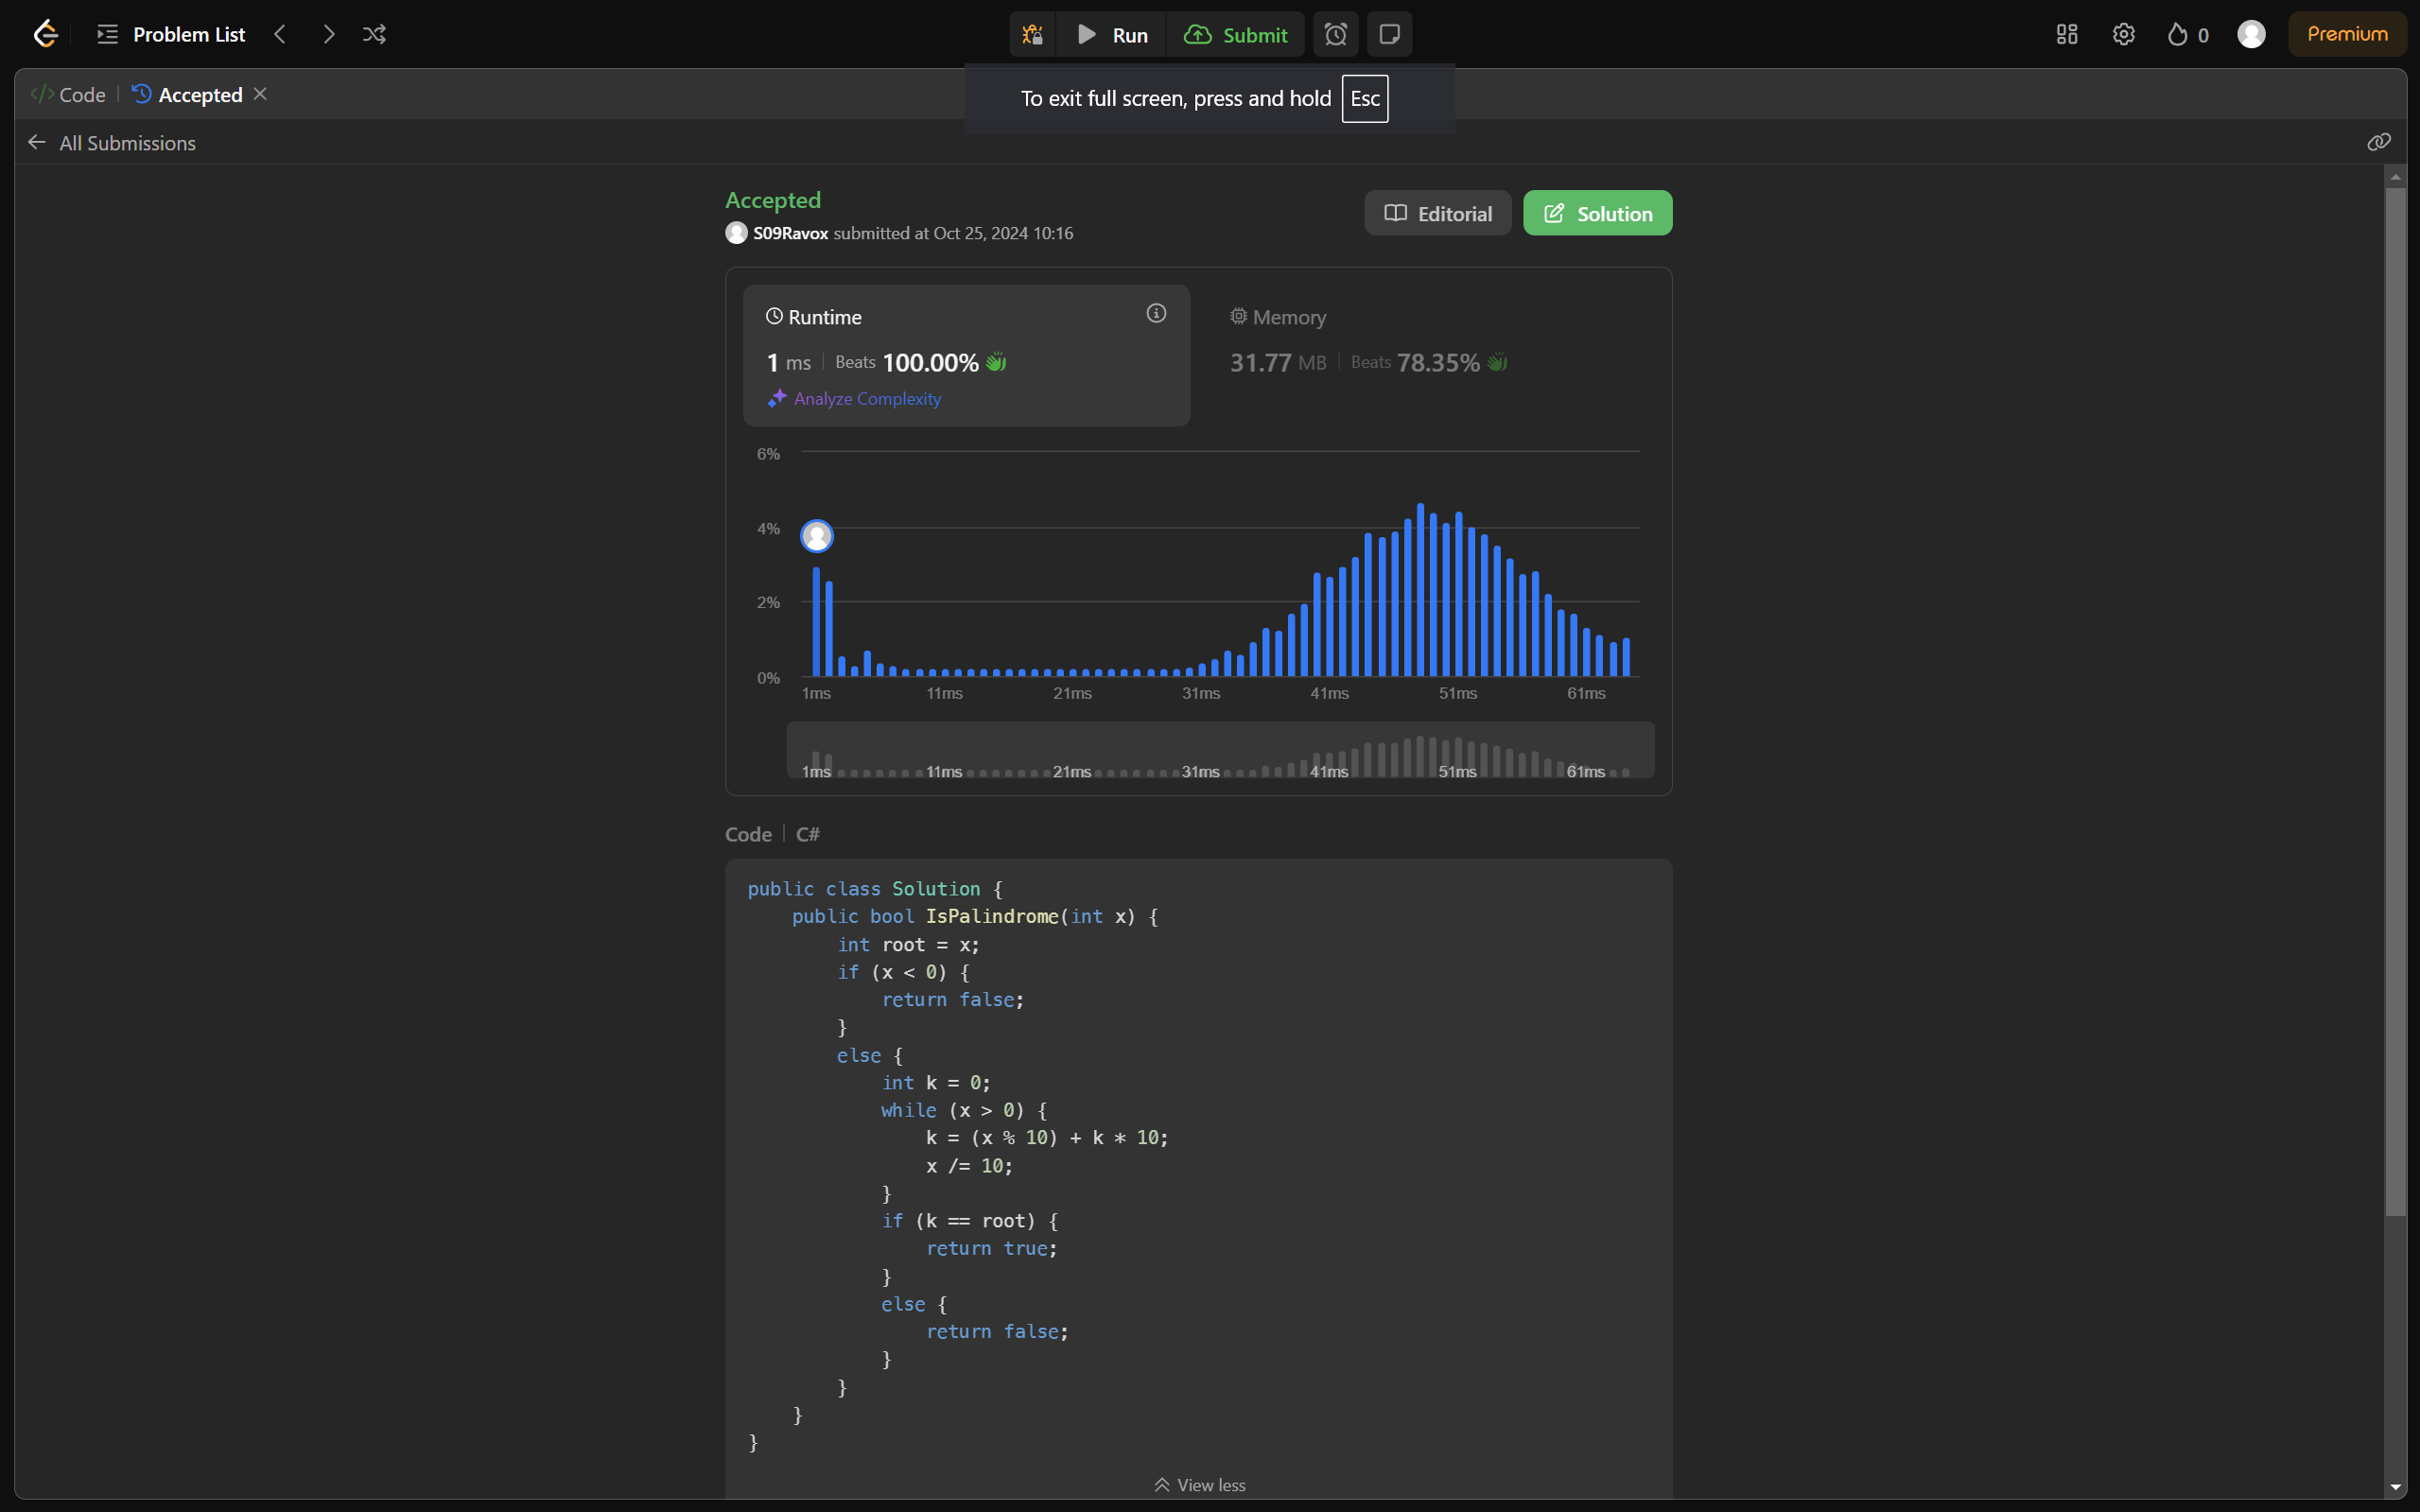 Problem List
Run
Submit
0
Premium
To exit full screen, press and hold Esc
</> Code | Accepted
All Submissions
Accepted
S09Ravox submitted at Oct 25, 2024 10:16
Editorial
Solution
Runtime
1 ms | Beats 100.00%
Analyze Complexity
Memory
31.77 MB | Beats 78.35%
6%
4%
2%
0%
1ms 11ms 21ms 31ms 41ms 51ms 61ms
1ms 11ms 21ms 31ms 41ms 51ms 61ms
Code | C#
public class Solution {
    public bool IsPalindrome(int x) {
        int root = x;
        if (x < 0) {
            return false;
        }
        else {
            int k = 0;
            while (x > 0) {
                k = (x % 10) + k * 10;
                x /= 10;
            }
            if (k == root) {
                return true;
            }
            else {
                return false;
            }
        }
    }
}
View less